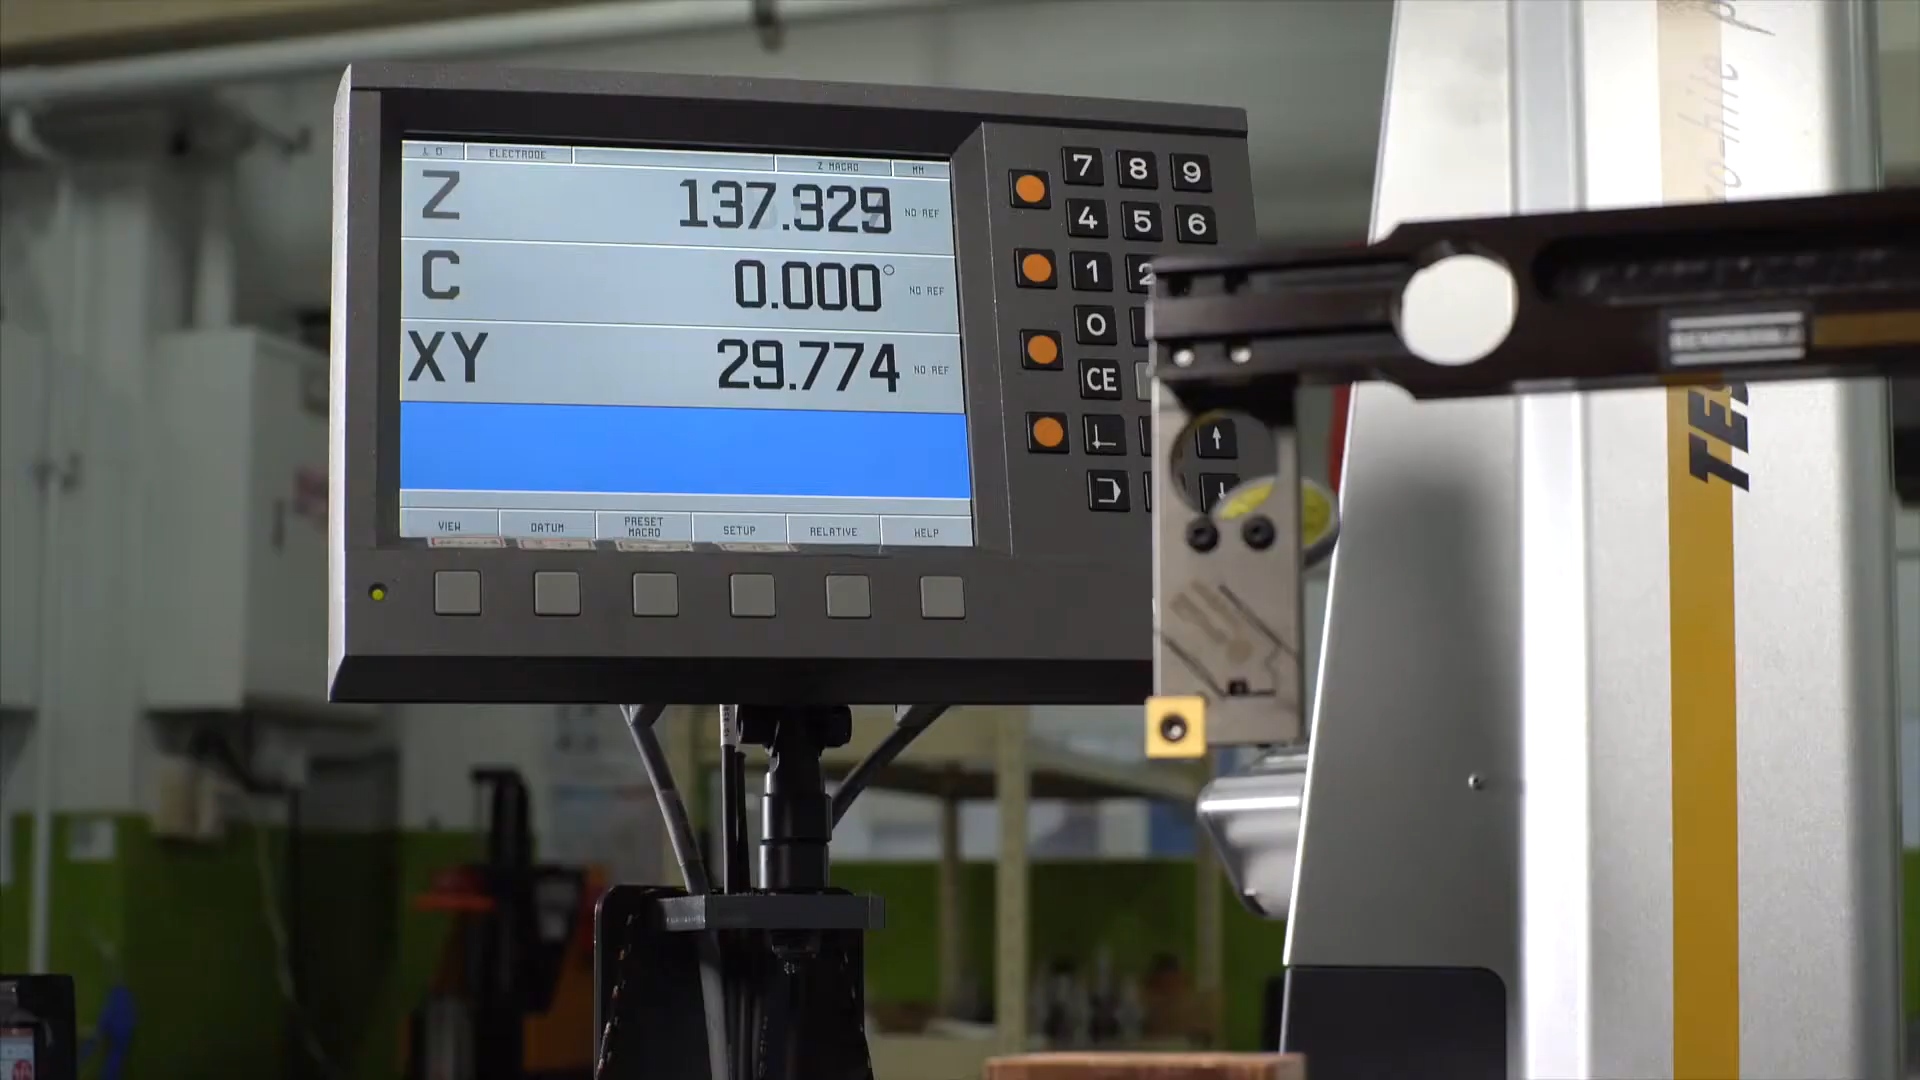 ELECTRODE Z MACRO MM
Z 137.329 NO REF
C 0.000° NO REF
XY 29.774 NO REF
VIEW DATUM PRESET MACRO SETUP RELATIVE HELP
7 8 9
4 5 6
1 2
0
CE